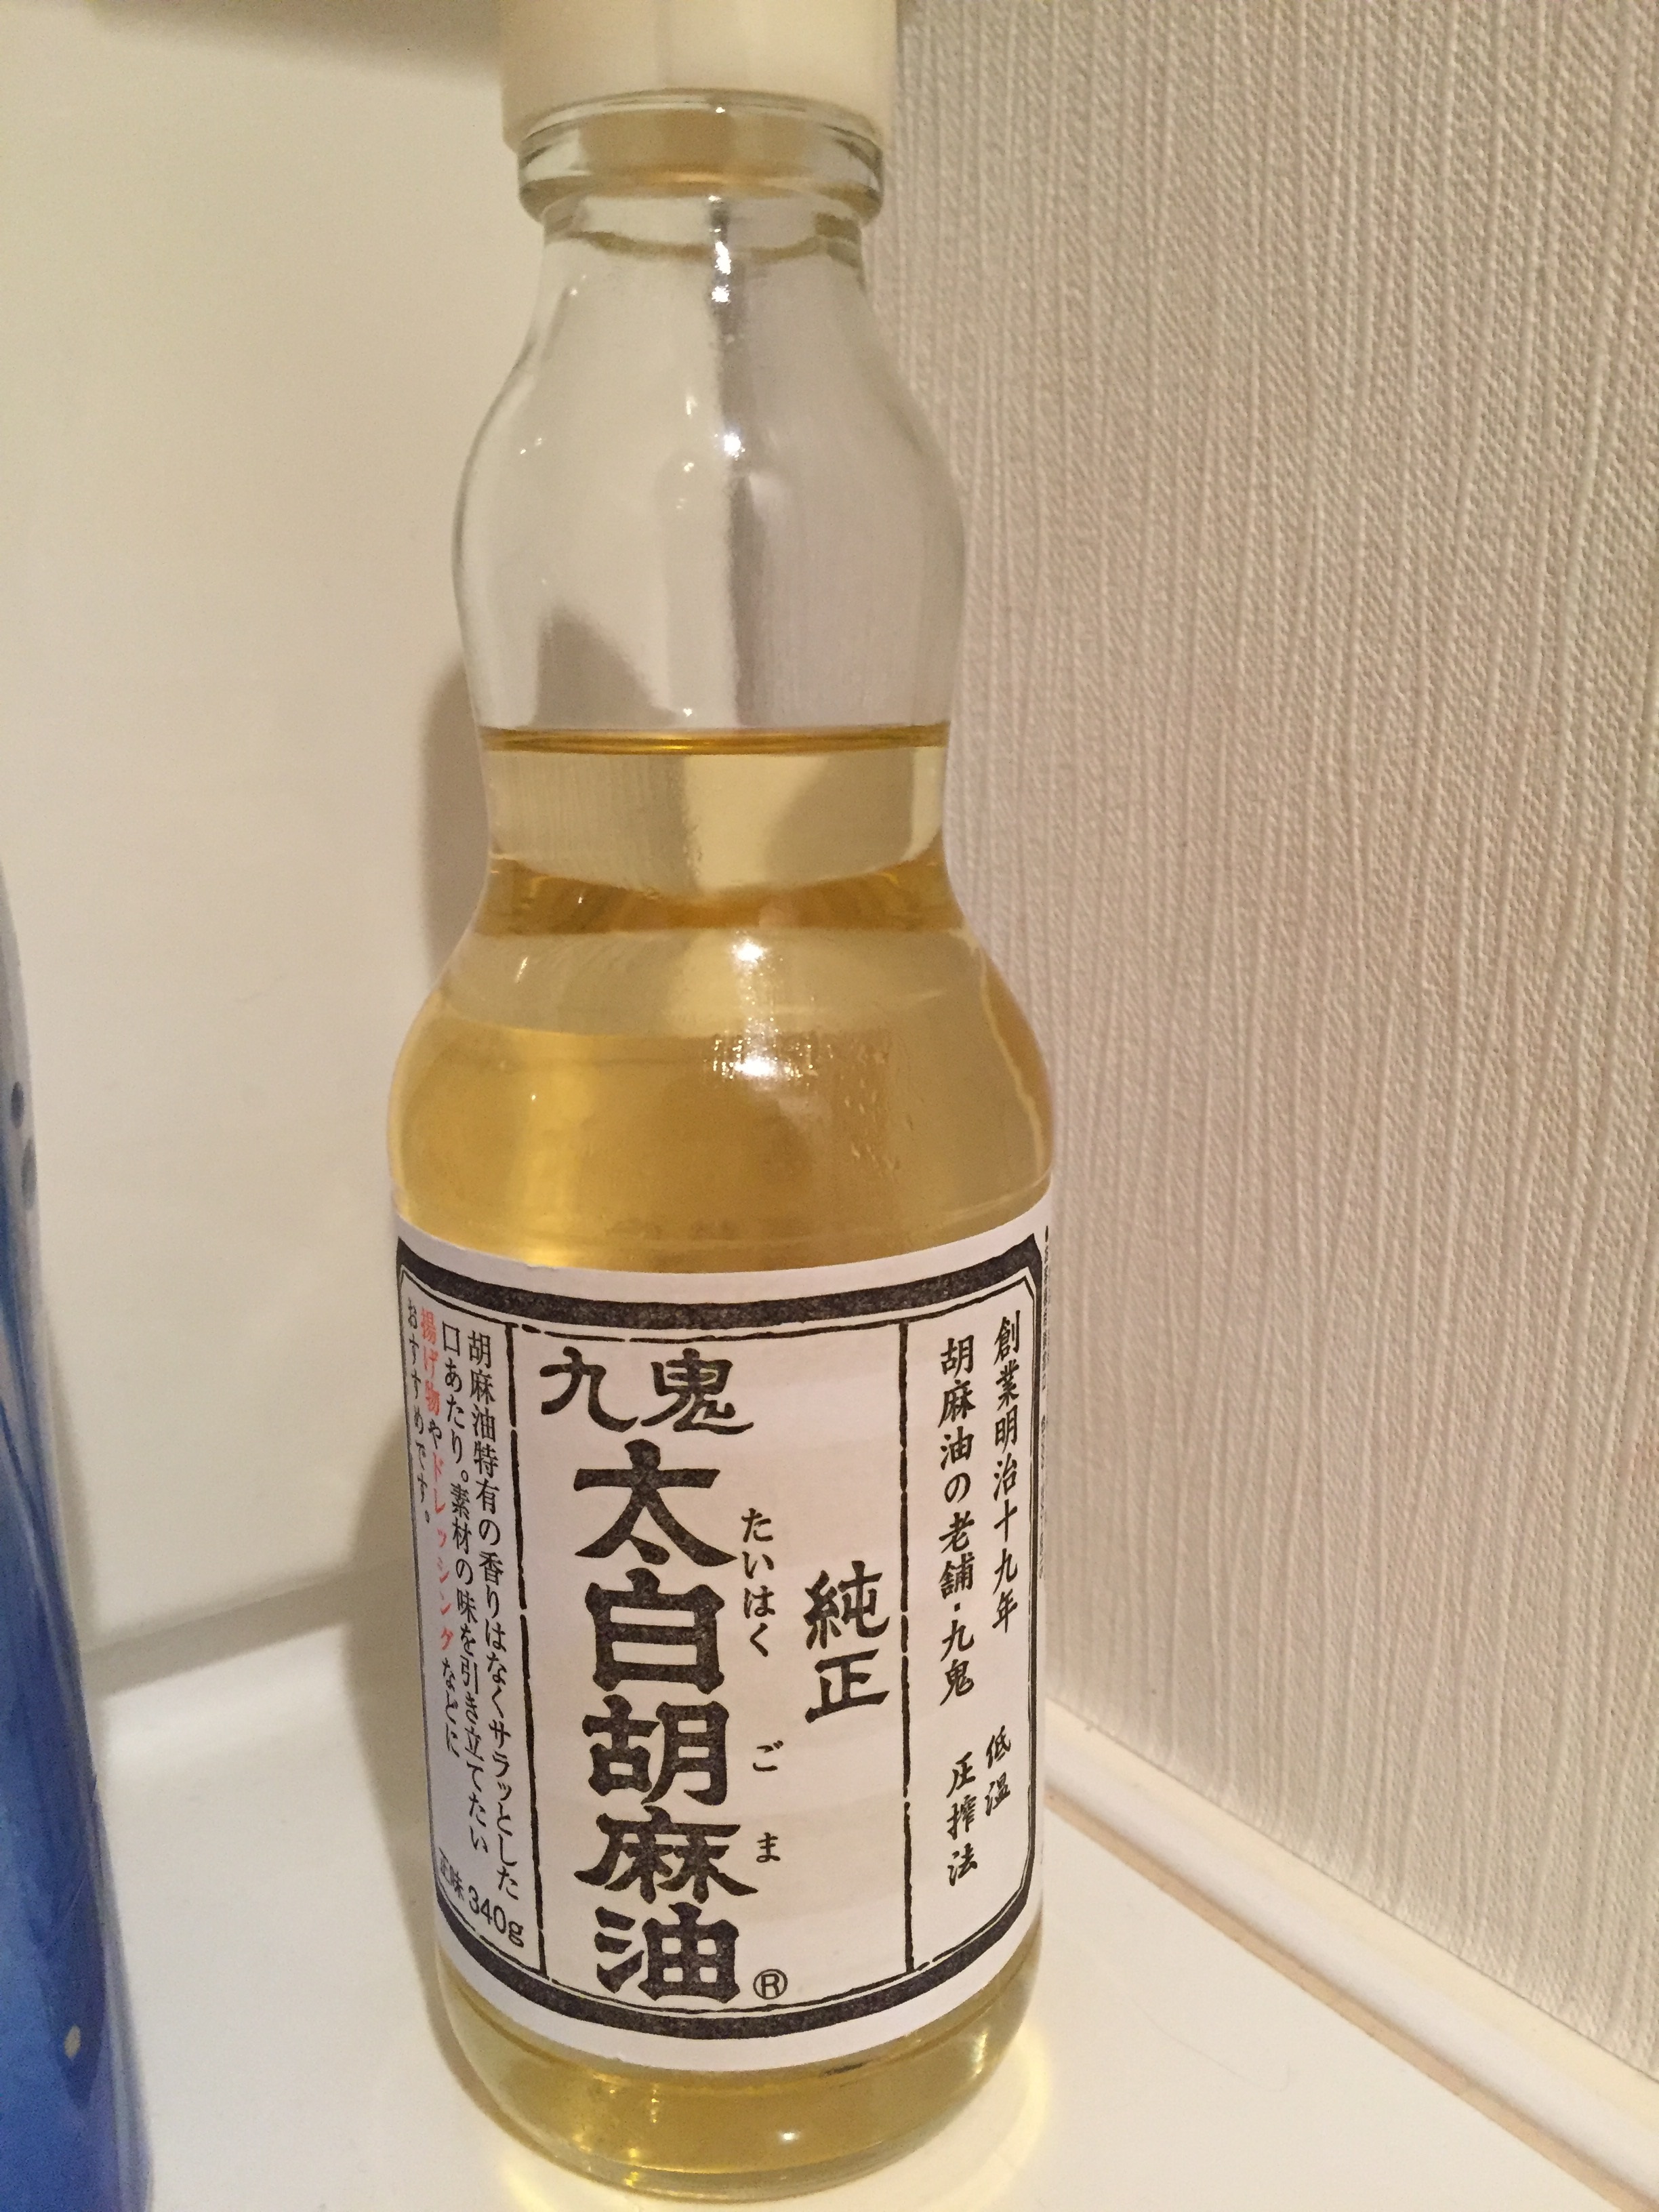 創業明治十九年
胡麻油の老舗・九鬼
低温
圧搾法
九鬼
純正
太白胡麻油
たいはく
ごま
®
胡麻油特有の香りはなくサラッとした
口あたり。素材の味を引き立てたい
揚げ物やドレッシングなどに
おすすめです。
正味 340g